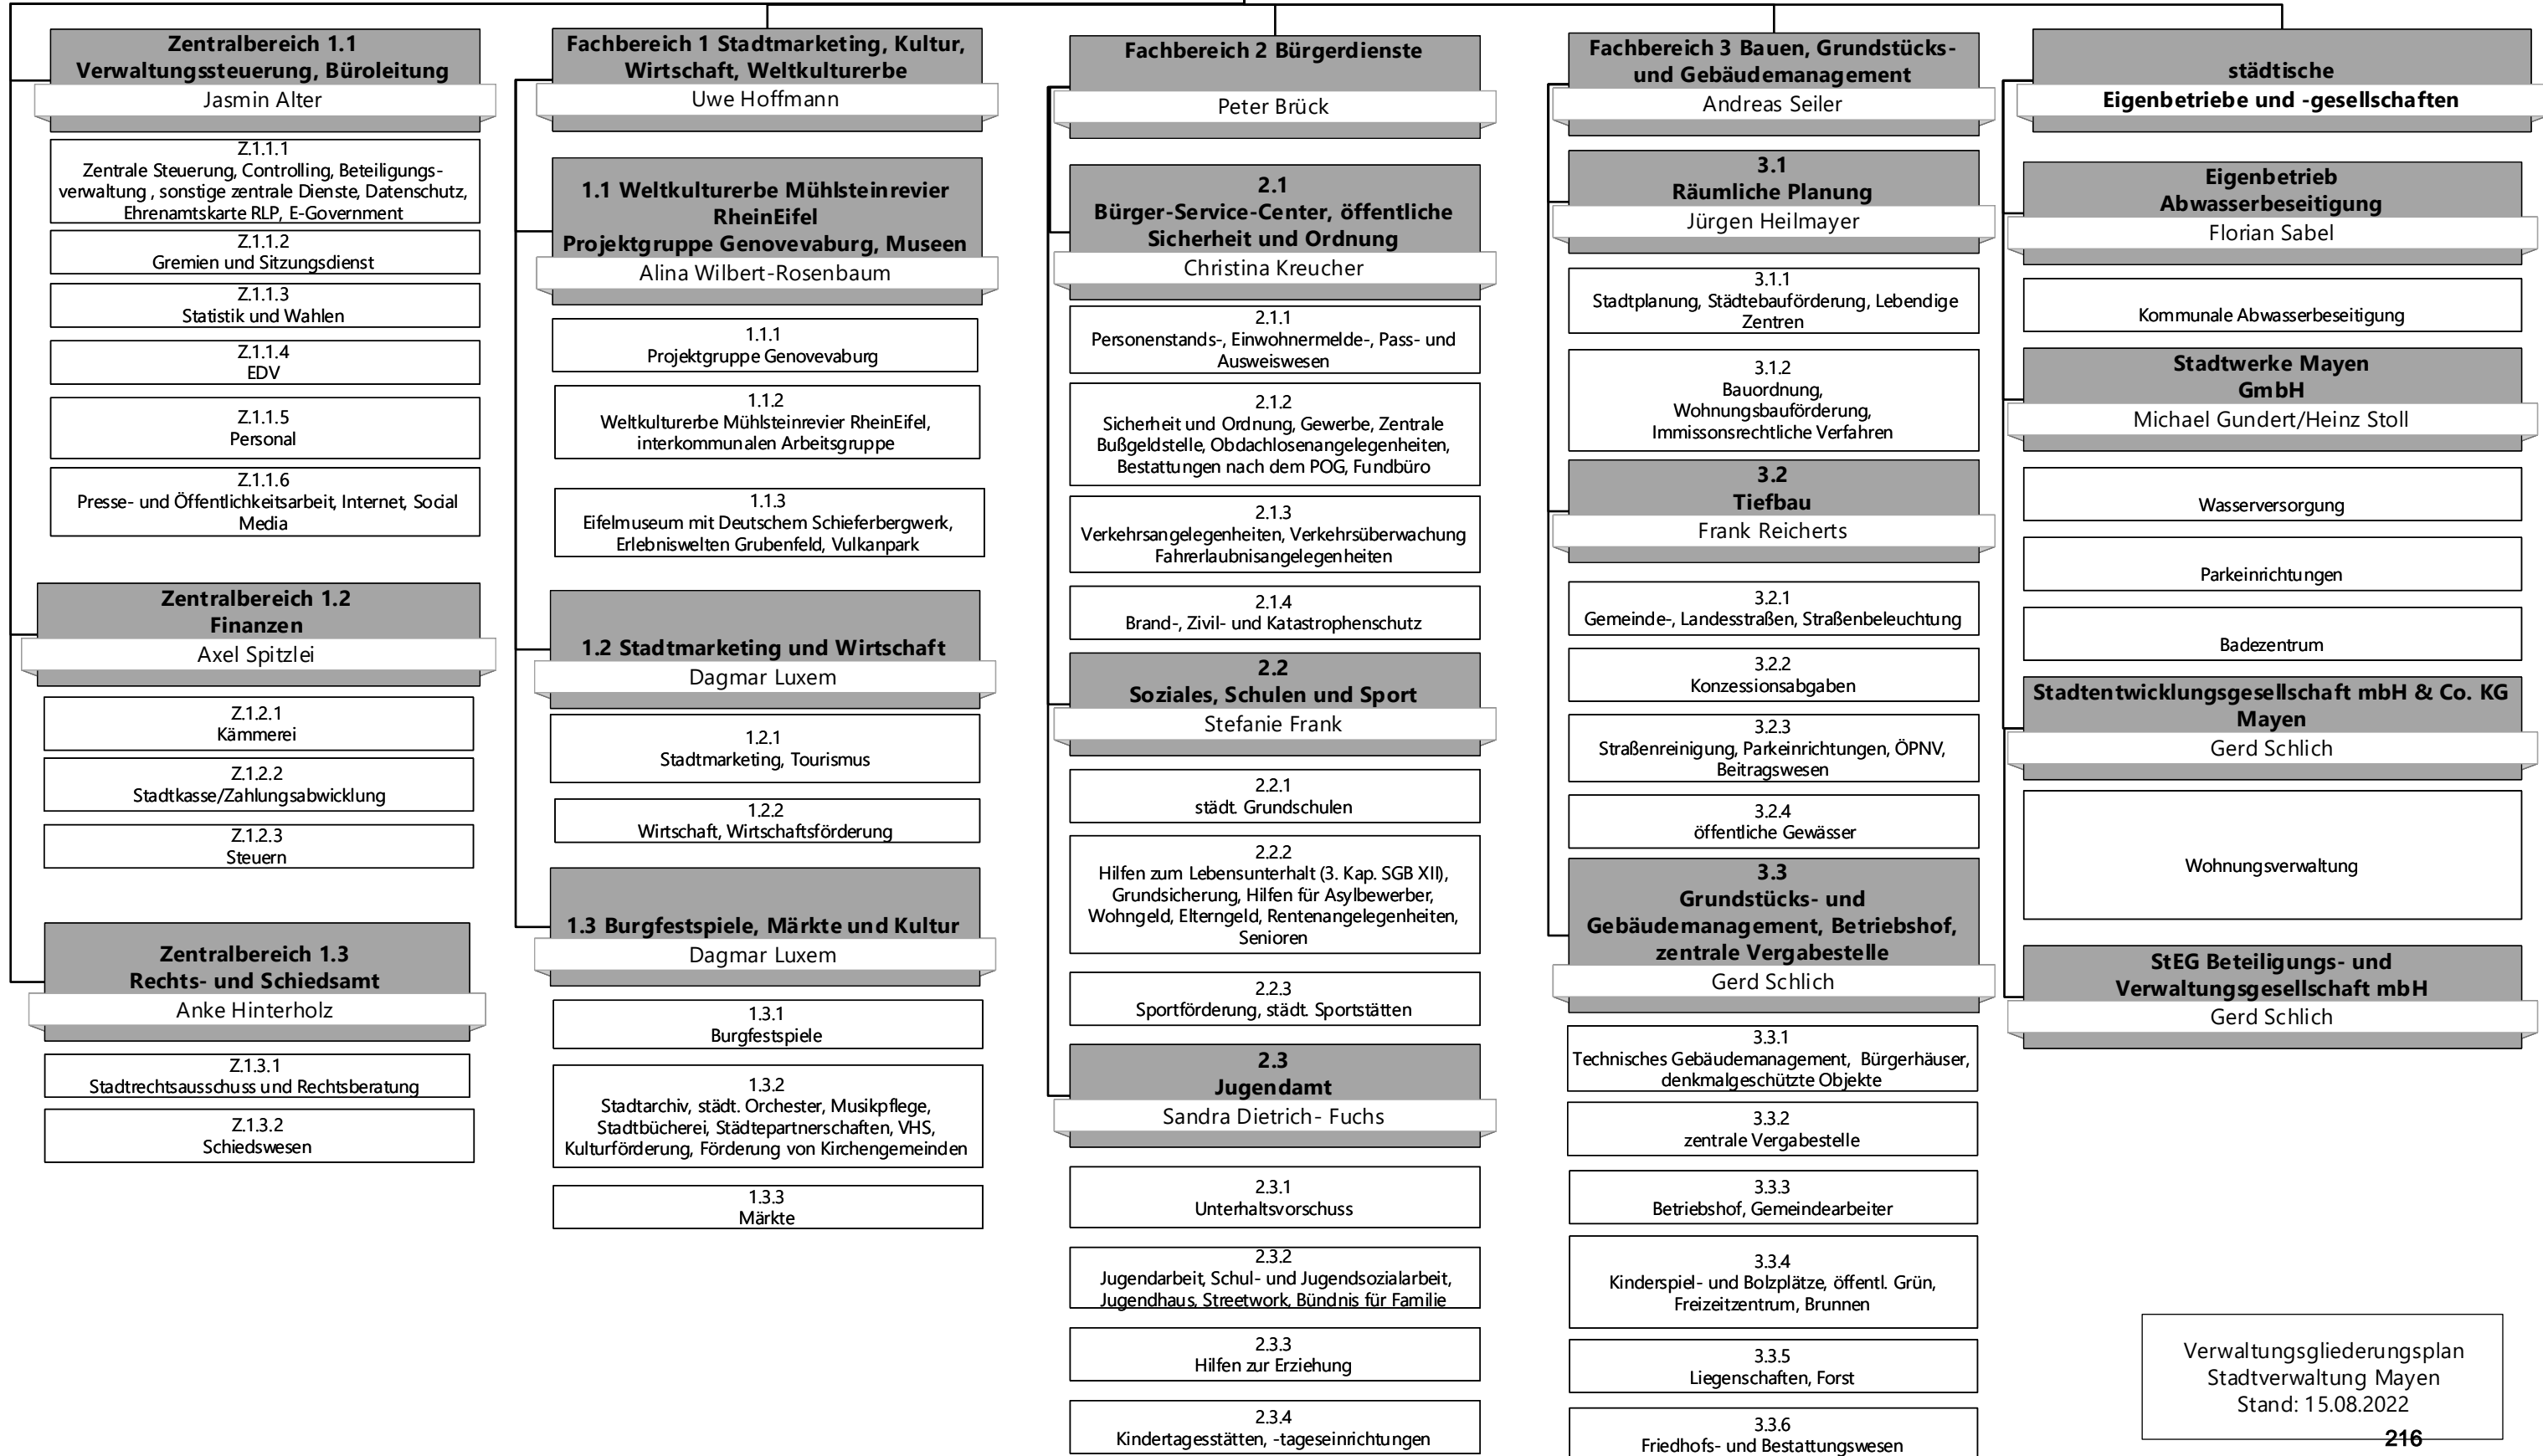 Zentralbereich 1.1
Verwaltungssteuerung, Büroleitung
Jasmin Alter
Z.1.1.1
Zentrale Steuerung, Controlling, Beteiligungs-
verwaltung , sonstige zentrale Dienste, Datenschutz,
Ehrenamtskarte RLP, E-Government
Z.1.1.2
Gremien und Sitzungsdienst
Z.1.1.3
Statistik und Wahlen
Z.1.1.4
EDV
Z.1.1.5
Personal
Z.1.1.6
Presse- und Öffentlichkeitsarbeit, Internet, Social
Media
Zentralbereich 1.2
Finanzen
Axel Spitzlei
Z.1.2.1
Kämmerei
Z.1.2.2
Stadtkasse/Zahlungsabwicklung
Z.1.2.3
Steuern
Zentralbereich 1.3
Rechts- und Schiedsamt
Anke Hinterholz
Z.1.3.1
Stadtrechtsausschuss und Rechtsberatung
Z.1.3.2
Schiedswesen
Fachbereich 1 Stadtmarketing, Kultur,
Wirtschaft, Weltkulturerbe
Uwe Hoffmann
1.1 Weltkulturerbe Mühlsteinrevier
RheinEifel
Projektgruppe Genovevaburg, Museen
Alina Wilbert-Rosenbaum
1.1.1
Projektgruppe Genovevaburg
1.1.2
Weltkulturerbe Mühlsteinrevier RheinEifel,
interkommunalen Arbeitsgruppe
1.1.3
Eifelmuseum mit Deutschem Schieferbergwerk,
Erlebniswelten Grubenfeld, Vulkanpark
1.2 Stadtmarketing und Wirtschaft
Dagmar Luxem
1.2.1
Stadtmarketing, Tourismus
1.2.2
Wirtschaft, Wirtschaftsförderung
1.3 Burgfestspiele, Märkte und Kultur
Dagmar Luxem
1.3.1
Burgfestspiele
1.3.2
Stadtarchiv, städt. Orchester, Musikpflege,
Stadtbücherei, Städtepartnerschaften, VHS,
Kulturförderung, Förderung von Kirchengemeinden
1.3.3
Märkte
Fachbereich 2 Bürgerdienste
Peter Brück
2.1
Bürger-Service-Center, öffentliche
Sicherheit und Ordnung
Christina Kreucher
2.1.1
Personenstands-, Einwohnermelde-, Pass- und
Ausweiswesen
2.1.2
Sicherheit und Ordnung, Gewerbe, Zentrale
Bußgeldstelle, Obdachlosenangelegenheiten,
Bestattungen nach dem POG, Fundbüro
2.1.3
Verkehrsangelegenheiten, Verkehrsüberwachung
Fahrerlaubnisangelegenheiten
2.1.4
Brand-, Zivil- und Katastrophenschutz
2.2
Soziales, Schulen und Sport
Stefanie Frank
2.2.1
städt. Grundschulen
2.2.2
Hilfen zum Lebensunterhalt (3. Kap. SGB XII),
Grundsicherung, Hilfen für Asylbewerber,
Wohngeld, Elterngeld, Rentenangelegenheiten,
Senioren
2.2.3
Sportförderung, städt. Sportstätten
2.3
Jugendamt
Sandra Dietrich- Fuchs
2.3.1
Unterhaltsvorschuss
2.3.2
Jugendarbeit, Schul- und Jugendsozialarbeit,
Jugendhaus, Streetwork, Bündnis für Familie
2.3.3
Hilfen zur Erziehung
2.3.4
Kindertagesstätten, -tageseinrichtungen
Fachbereich 3 Bauen, Grundstücks-
und Gebäudemanagement
Andreas Seiler
3.1
Räumliche Planung
Jürgen Heilmayer
3.1.1
Stadtplanung, Städtebauförderung, Lebendige
Zentren
3.1.2
Bauordnung,
Wohnungsbauförderung,
Immissonsrechtliche Verfahren
3.2
Tiefbau
Frank Reicherts
3.2.1
Gemeinde-, Landesstraßen, Straßenbeleuchtung
3.2.2
Konzessionsabgaben
3.2.3
Straßenreinigung, Parkeinrichtungen, ÖPNV,
Beitragswesen
3.2.4
öffentliche Gewässer
3.3
Grundstücks- und
Gebäudemanagement, Betriebshof,
zentrale Vergabestelle
Gerd Schlich
3.3.1
Technisches Gebäudemanagement, Bürgerhäuser,
denkmalgeschützte Objekte
3.3.2
zentrale Vergabestelle
3.3.3
Betriebshof, Gemeindearbeiter
3.3.4
Kinderspiel- und Bolzplätze, öffentl. Grün,
Freizeitzentrum, Brunnen
3.3.5
Liegenschaften, Forst
3.3.6
Friedhofs- und Bestattungswesen
städtische
Eigenbetriebe und -gesellschaften
Eigenbetrieb
Abwasserbeseitigung
Florian Sabel
Kommunale Abwasserbeseitigung
Stadtwerke Mayen
GmbH
Michael Gundert/Heinz Stoll
Wasserversorgung
Parkeinrichtungen
Badezentrum
Stadtentwicklungsgesellschaft mbH & Co. KG
Mayen
Gerd Schlich
Wohnungsverwaltung
StEG Beteiligungs- und
Verwaltungsgesellschaft mbH
Gerd Schlich
Verwaltungsgliederungsplan
Stadtverwaltung Mayen
Stand: 15.08.2022
216